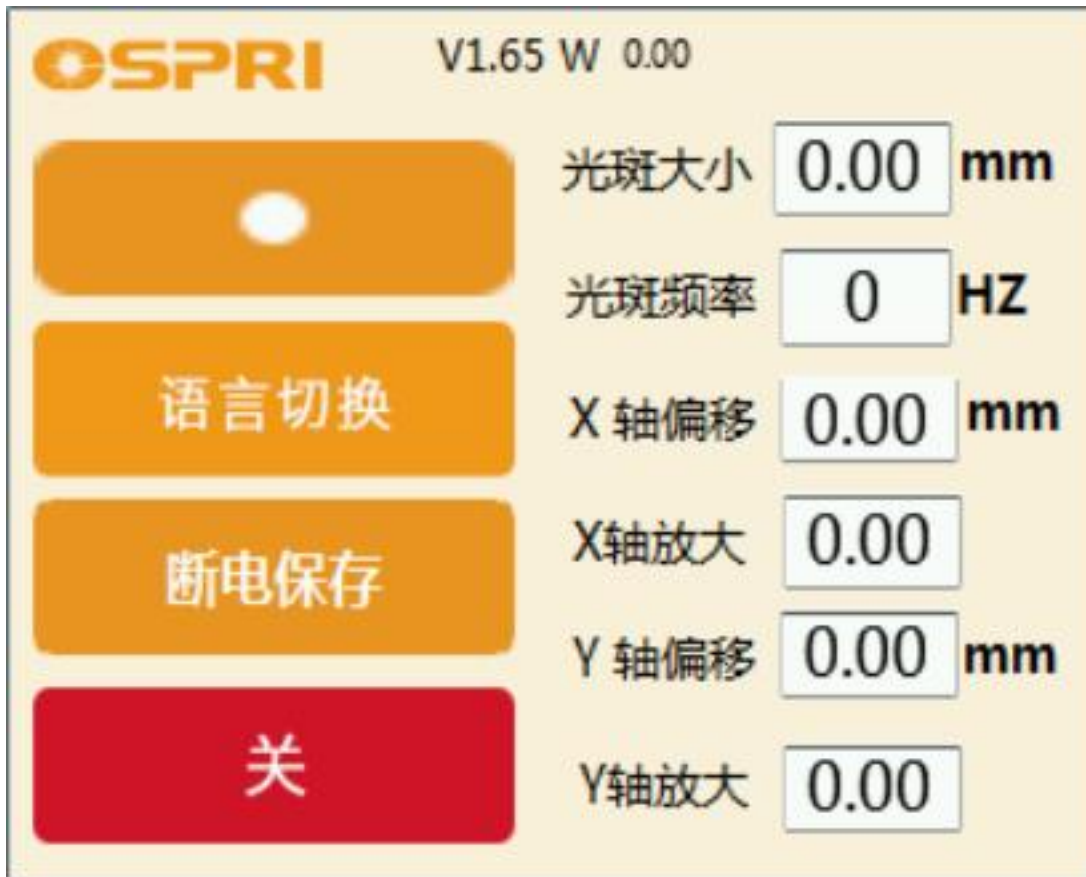 OSPRI V1.65 W 0.00
光斑大小 0.00 mm
光斑频率 0 HZ
语言切换
X 轴偏移 0.00 mm
X轴放大 0.00
断电保存
Y 轴偏移 0.00 mm
关
Y轴放大 0.00